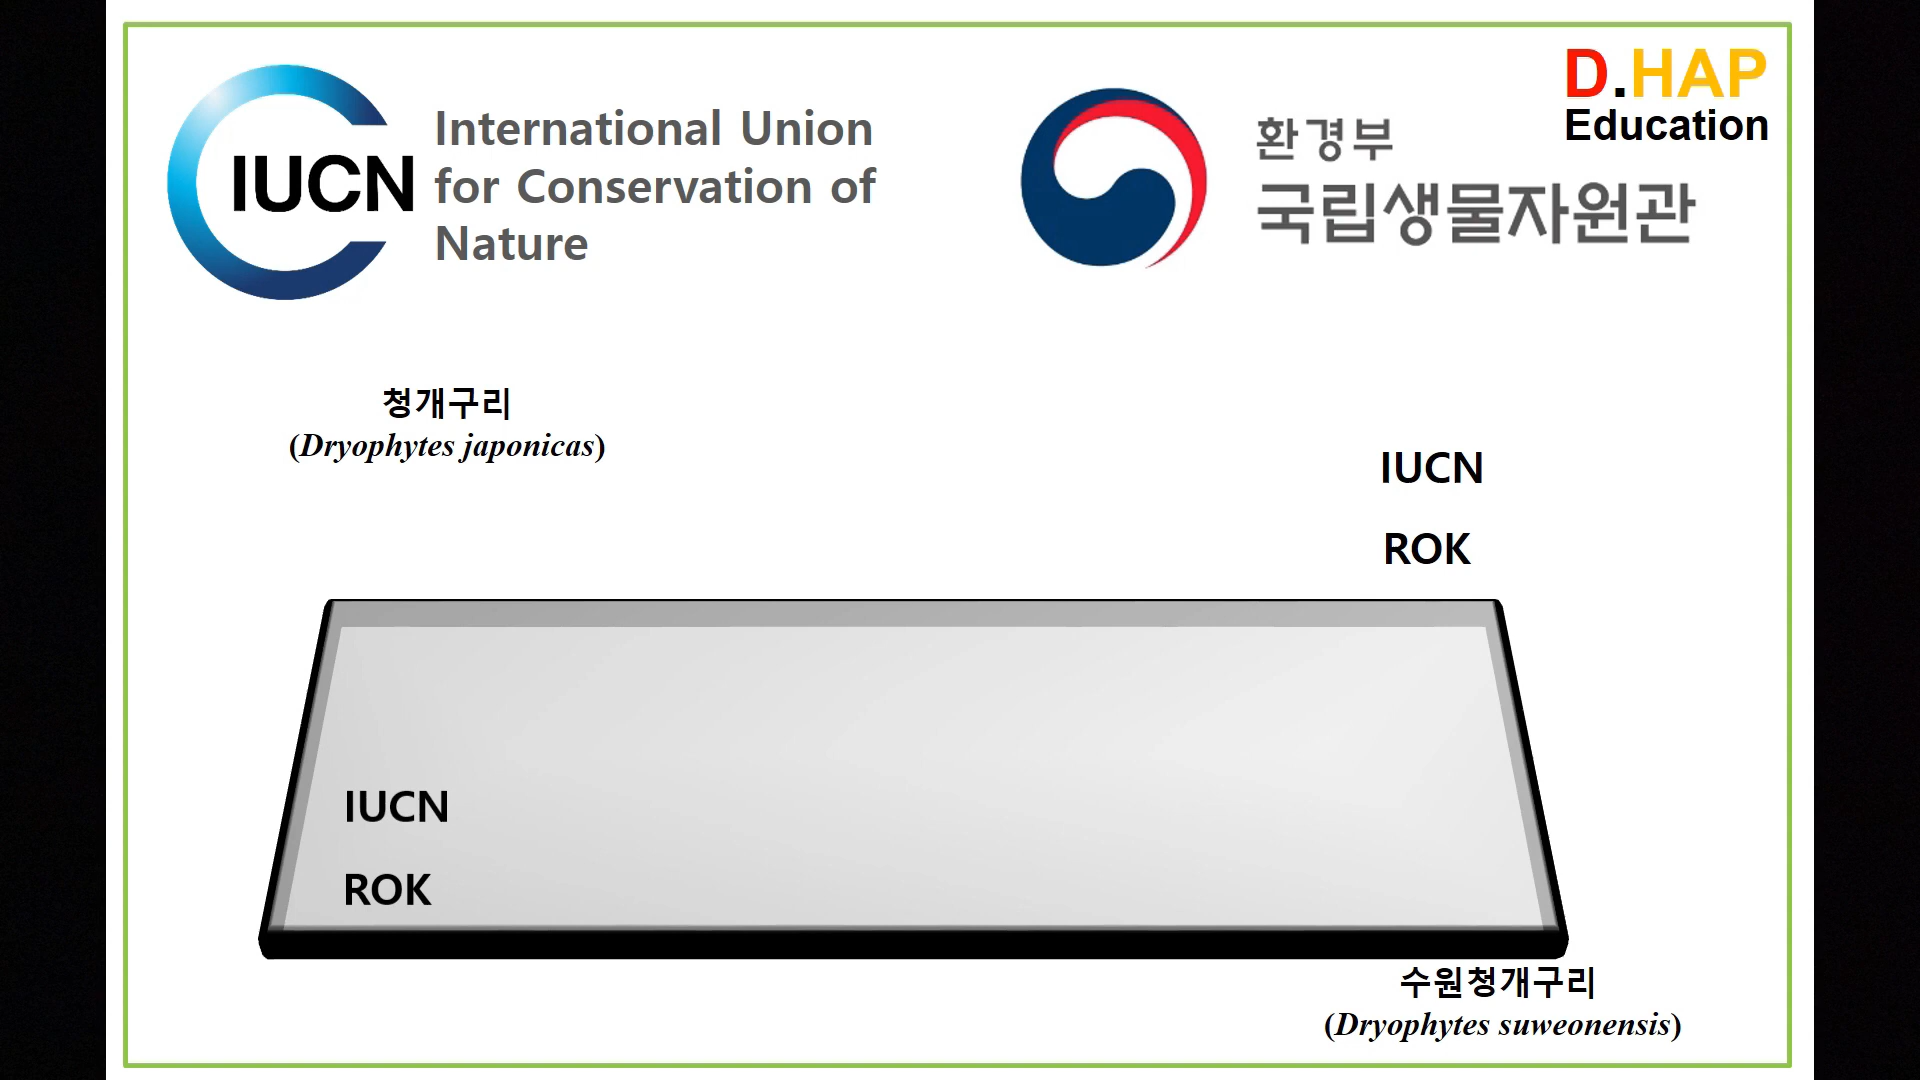 IUCN
International Union
for Conservation of
Nature
환경부
국립생물자원관
D.HAP
Education
청개구리
(Dryophytes japonicas)
IUCN
ROK
IUCN
ROK
수원청개구리
(Dryophytes suweonensis)